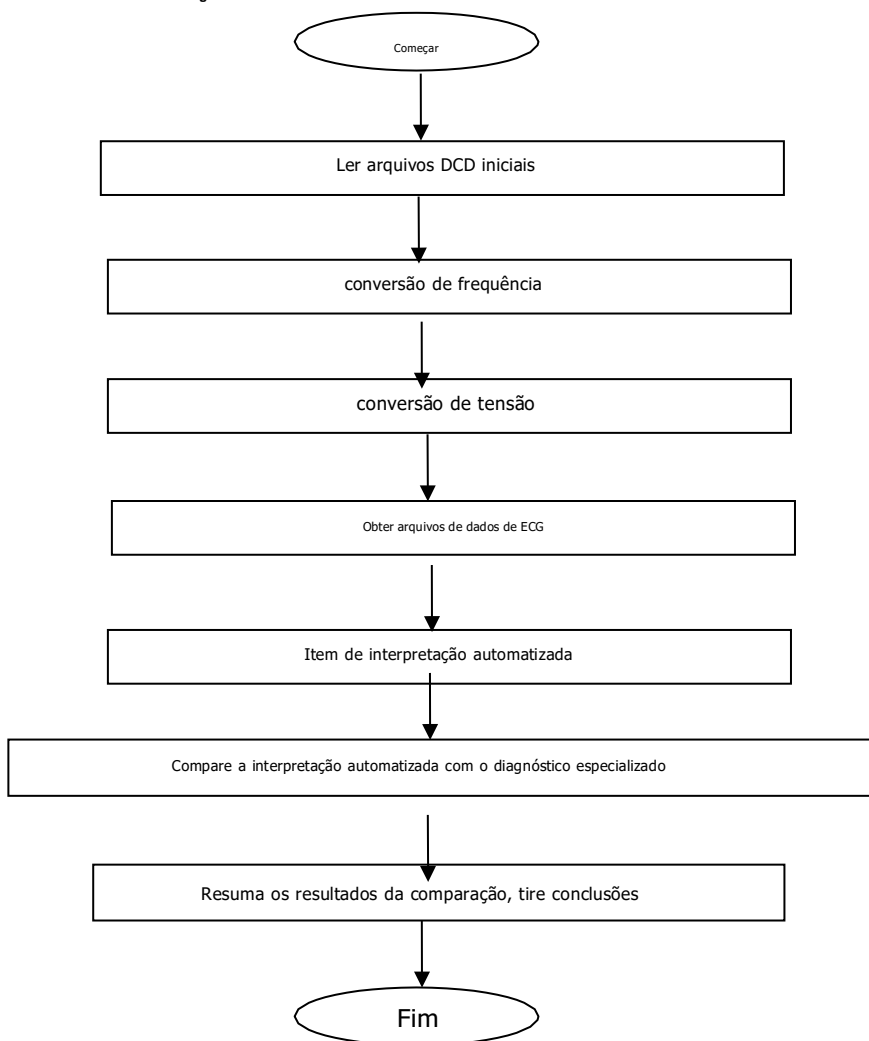 Começar
Ler arquivos DCD iniciais
conversão de frequência
conversão de tensão
Obter arquivos de dados de ECG
Item de interpretação automatizada
Compare a interpretação automatizada com o diagnóstico especializado
Resuma os resultados da comparação, tire conclusões
Fim